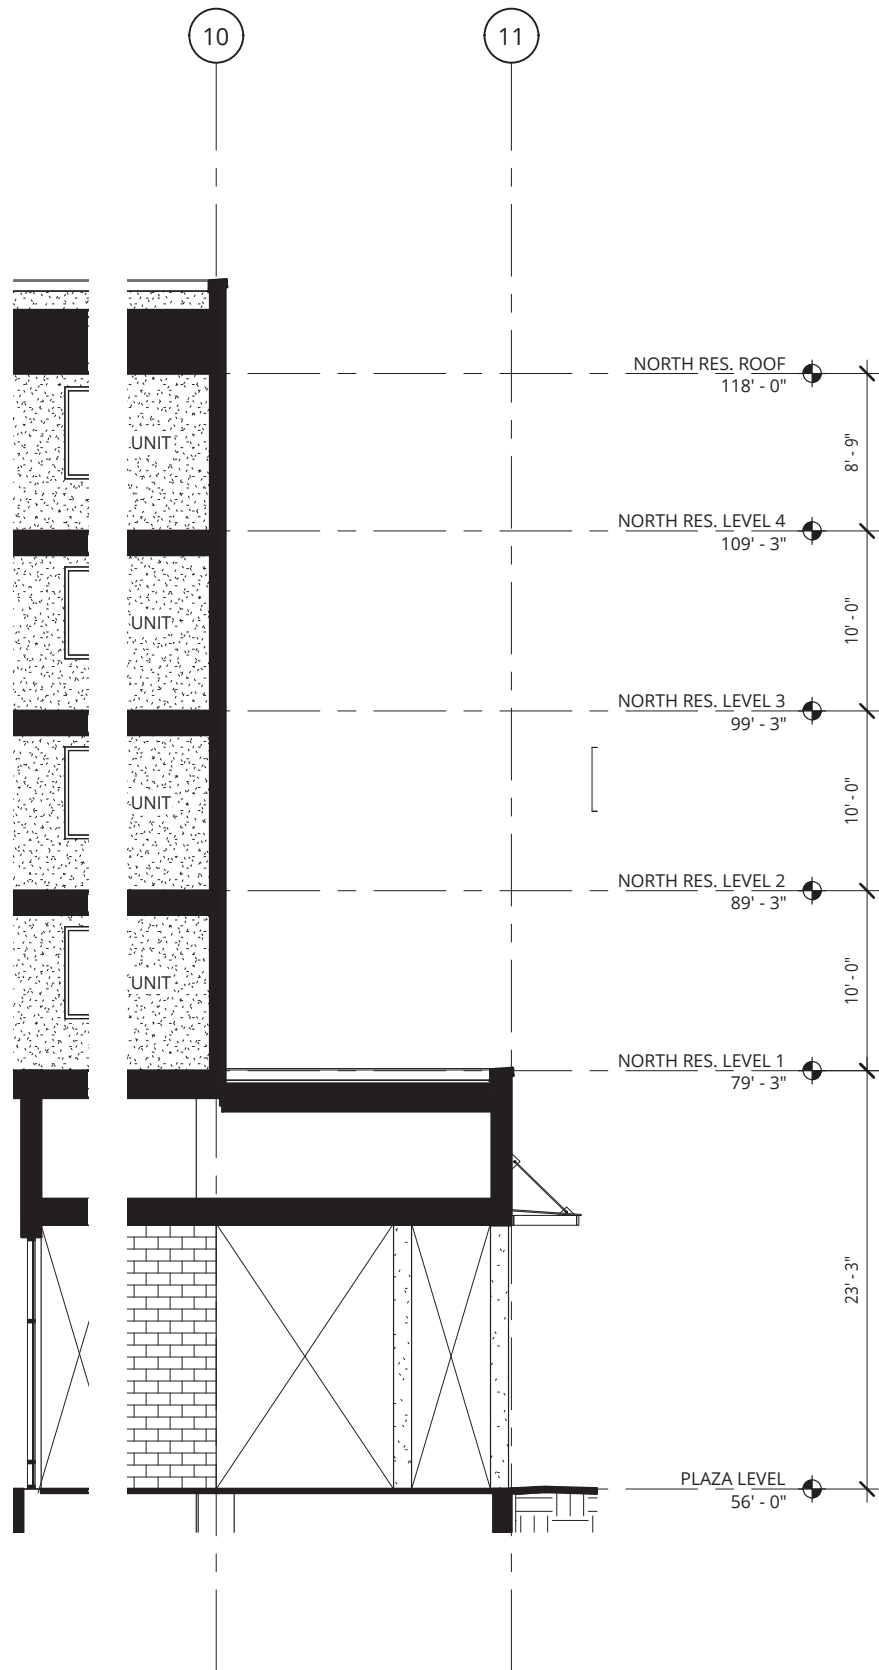 10
11
NORTH RES. ROOF
118' - 0"
8' - 9"
UNIT
NORTH RES. LEVEL 4
109' - 3"
10' - 0"
UNIT
NORTH RES. LEVEL 3
99' - 3"
10' - 0"
UNIT
NORTH RES. LEVEL 2
89' - 3"
10' - 0"
UNIT
NORTH RES. LEVEL 1
79' - 3"
23' - 3"
PLAZA LEVEL
56' - 0"